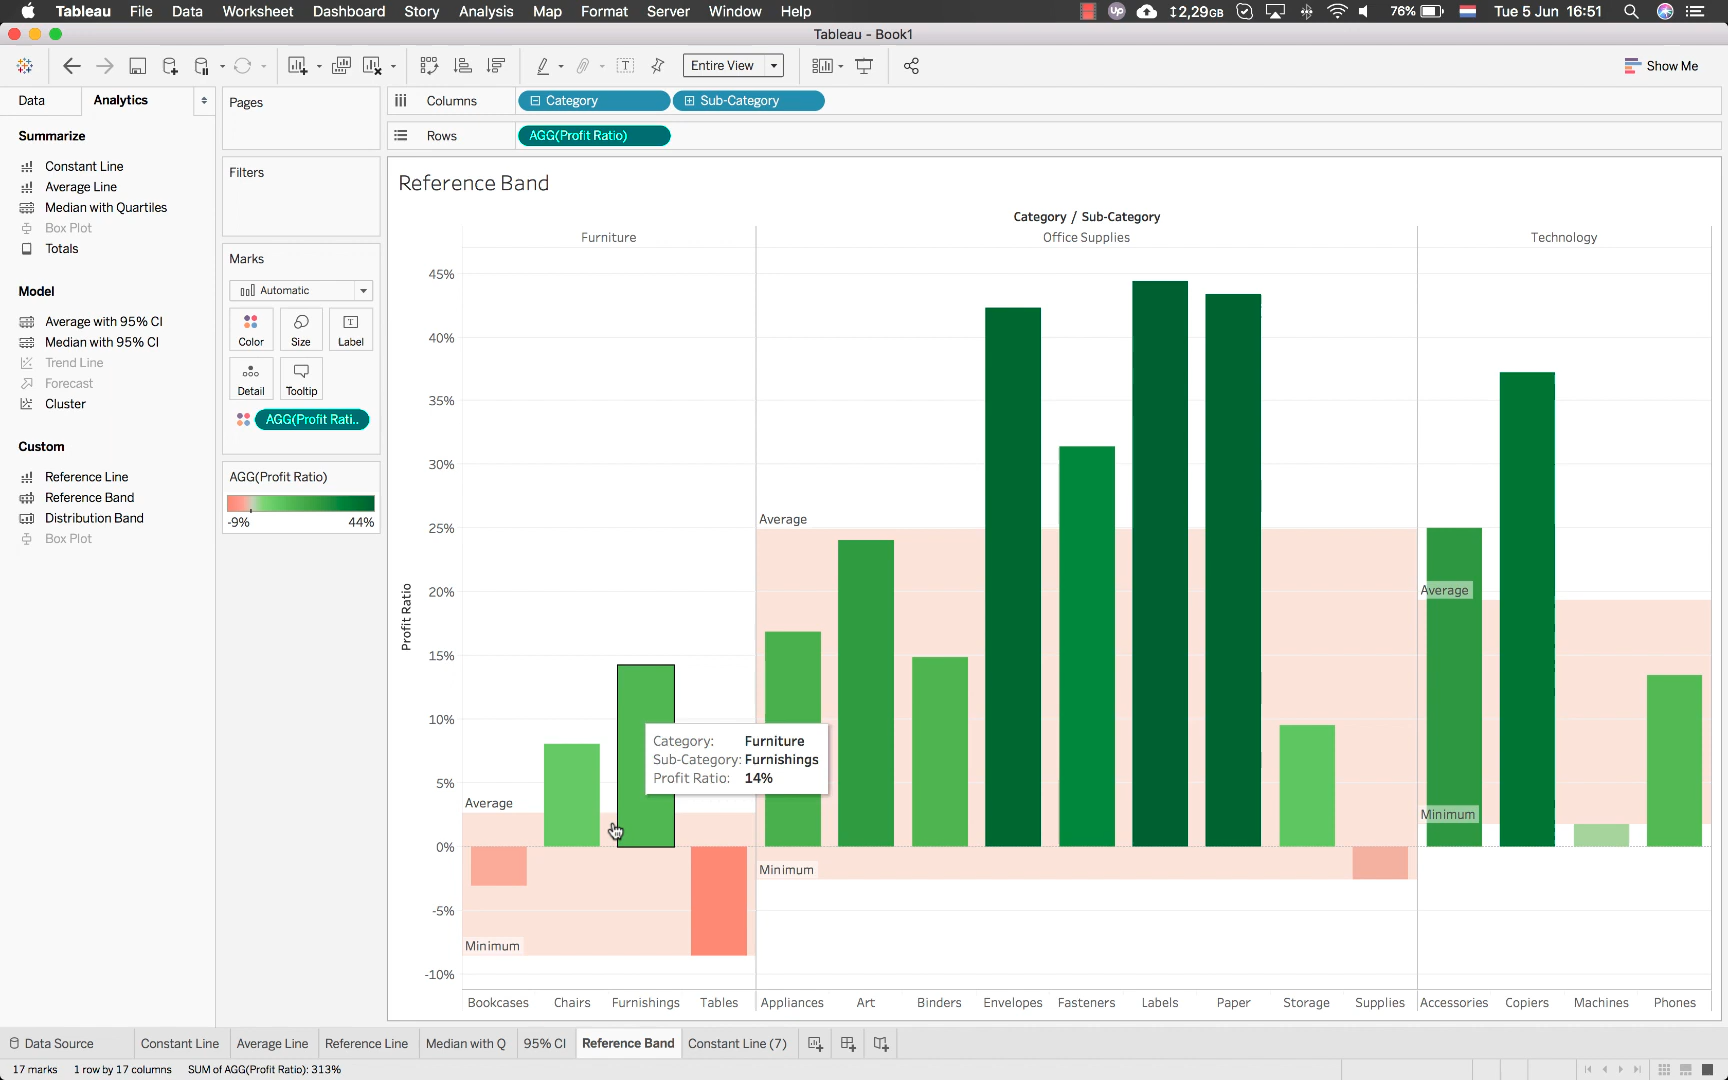 Tableau File Data Worksheet Dashboard Story Analysis Map Format Server Window Help
2,29GB 76% Tue 5 Jun 16:51
Tableau - Book1
Entire View
Show Me
Data Analytics
Summarize
Constant Line
Average Line
Median with Quartiles
Box Plot
Totals
Model
Average with 95% CI
Median with 95% CI
Trend Line
Forecast
Cluster
Custom
Reference Line
Reference Band
Distribution Band
Box Plot
Pages
Filters
Marks
Automatic
Color Size Label
Detail Tooltip
AGG(Profit Rati..
AGG(Profit Ratio)
-9% 44%
Columns Category Sub-Category
Rows AGG(Profit Ratio)
Reference Band
Category / Sub-Category
Furniture Office Supplies Technology
Profit Ratio
45%
40%
35%
30%
25%
20%
15%
10%
5%
0%
-5%
-10%
Average
Minimum
Average
Minimum
Average
Minimum
Category: Furniture
Sub-Category: Furnishings
Profit Ratio: 14%
Bookcases Chairs Furnishings Tables Appliances Art Binders Envelopes Fasteners Labels Paper Storage Supplies Accessories Copiers Machines Phones
Data Source Constant Line Average Line Reference Line Median with Q 95% CI Reference Band Constant Line (7)
17 marks 1 row by 17 columns SUM of AGG(Profit Ratio): 313%